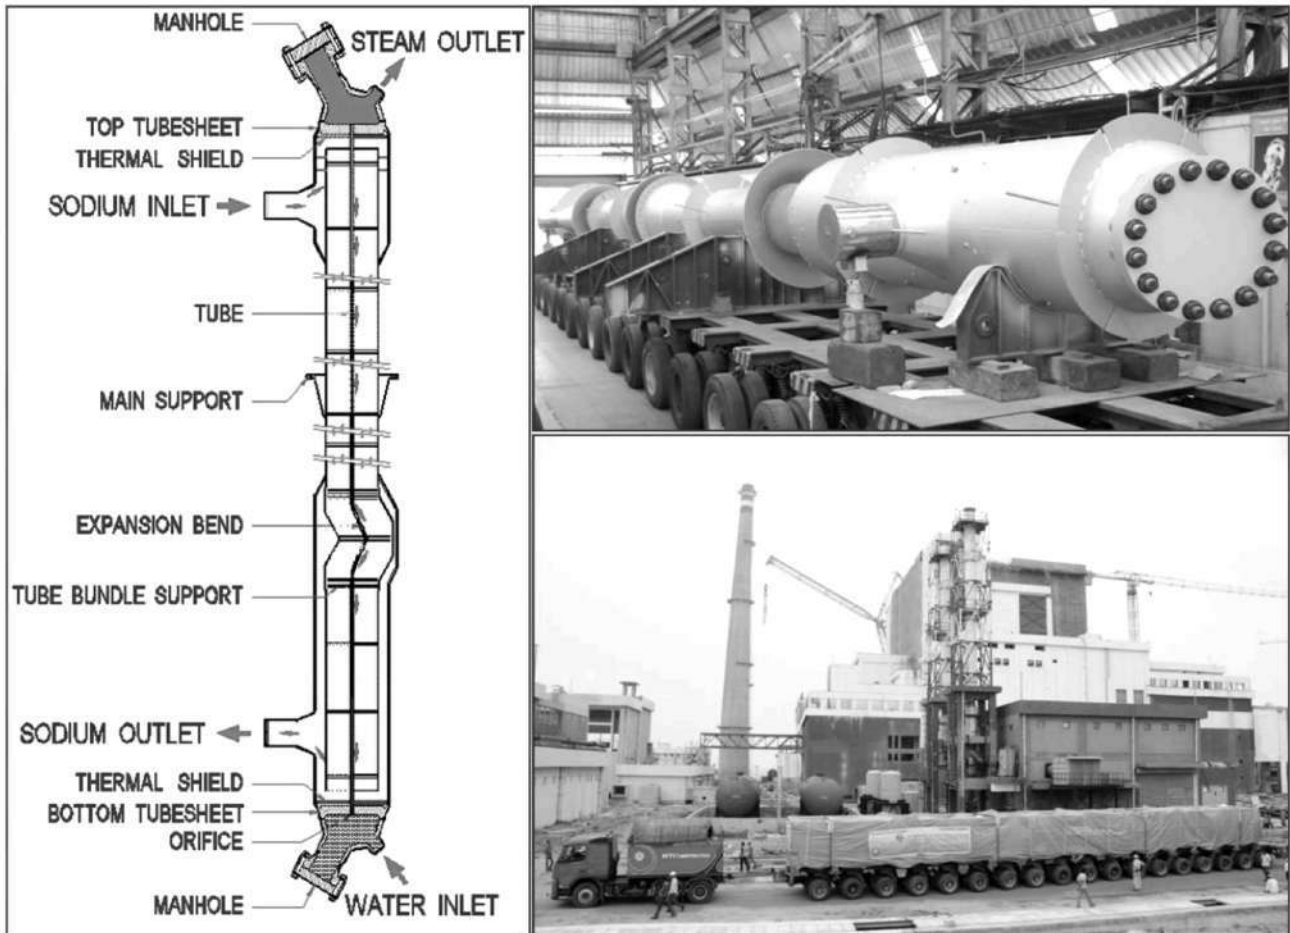 MANHOLE
STEAM OUTLET
TOP TUBESHEET
THERMAL SHIELD
SODIUM INLET
TUBE
MAIN SUPPORT
EXPANSION BEND
TUBE BUNDLE SUPPORT
SODIUM OUTLET
THERMAL SHIELD
BOTTOM TUBESHEET
ORIFICE
MANHOLE
WATER INLET